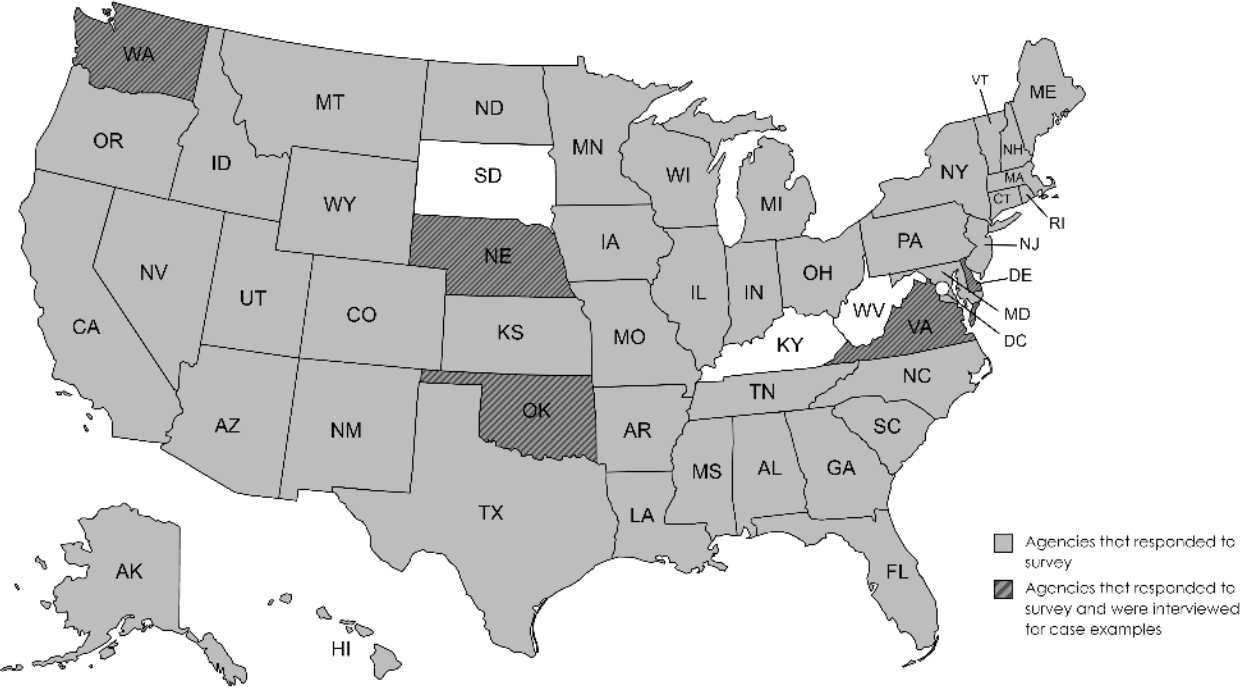 WA
MT
ND
MN
VT
ME
OR
ID
SD
WI
NH
NY
MA
WY
MI
CT
RI
IA
PA
NJ
NE
NV
OH
DE
UT
IL
IN
CO
WV
MD
CA
KS
MO
VA
KY
DC
NC
TN
OK
AZ
NM
AR
SC
MS
AL
GA
TX
LA
AK
FL
HI
Agencies that responded to
survey
Agencies that responded to
survey and were interviewed
for case examples